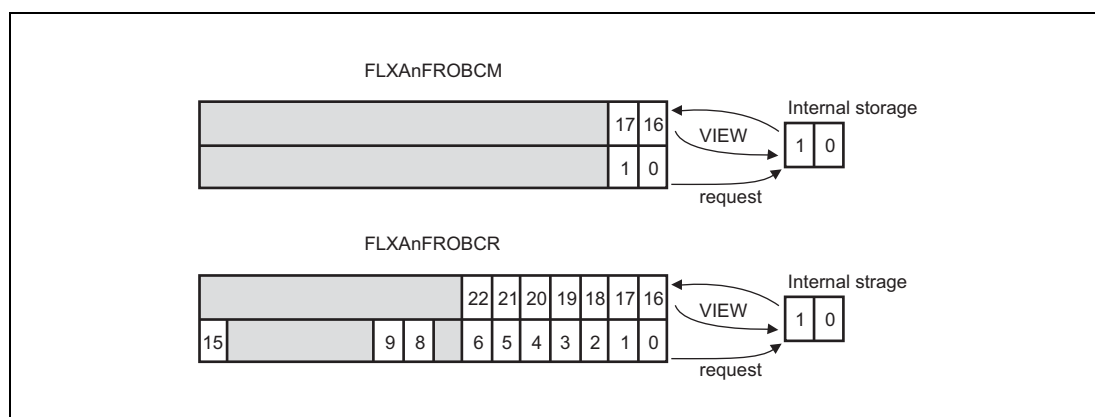 FLXAnFROBCM
17 16
Internal storage
VIEW
1 0
1 0
request
FLXAnFROBCR
22 21 20 19 18 17 16
Internal strage
VIEW
1 0
15 9 8 6 5 4 3 2 1 0
request